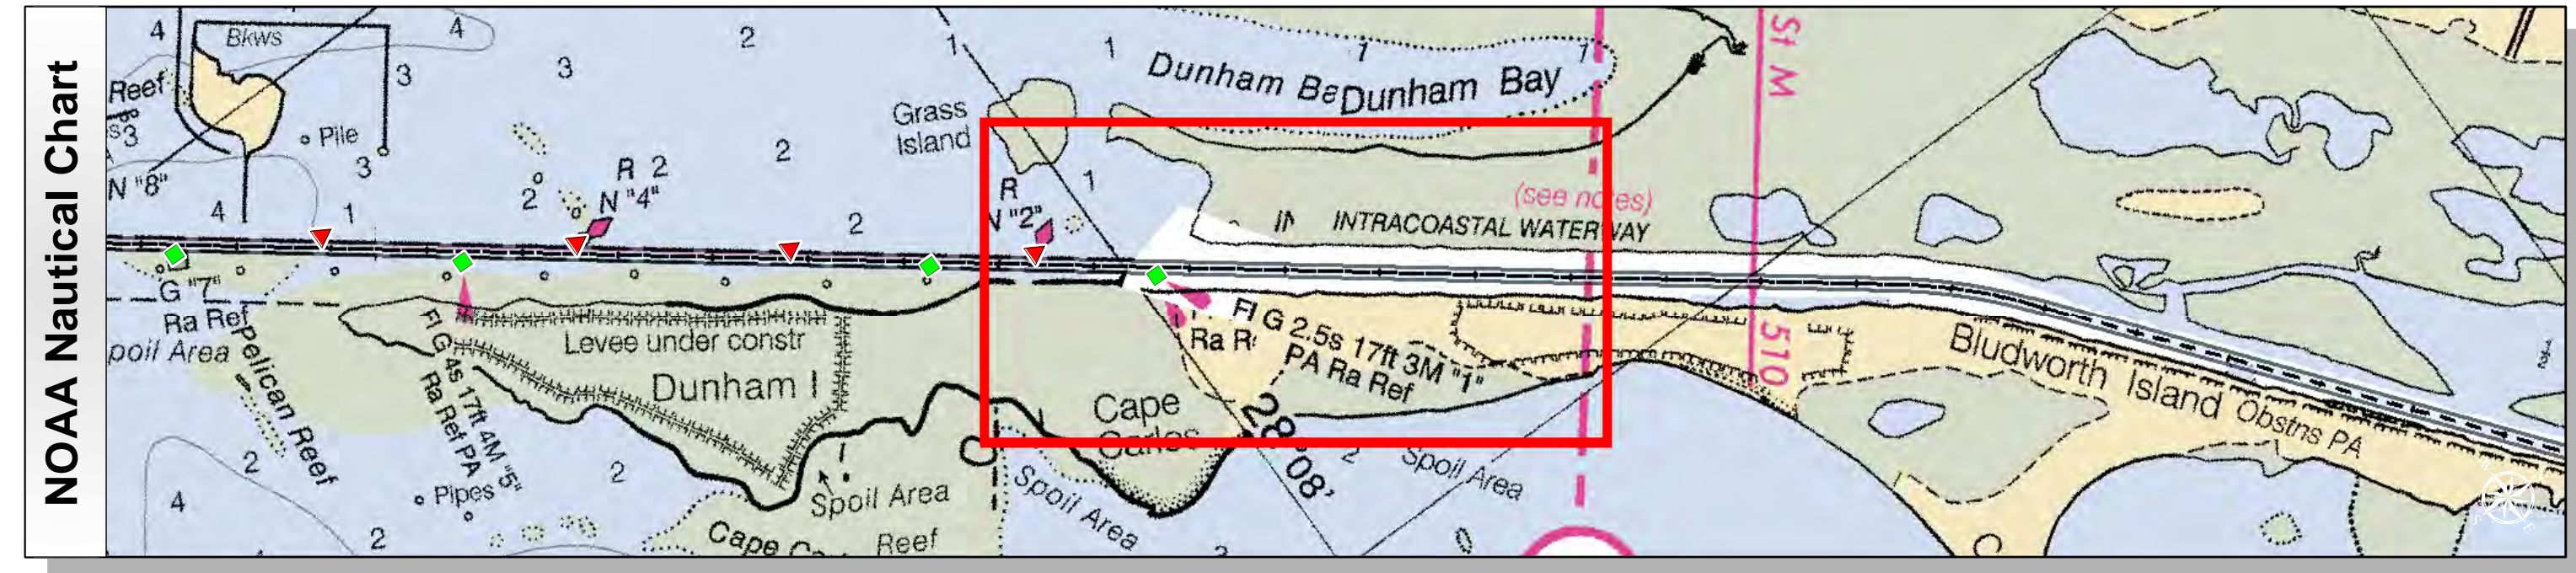 NOAA Nautical Chart
4
Bkws
4
3
3
2
1
1
1
1
Dunham Ba
Dunham Bay
St M
Reef
3
Pile
3
Grass
Island
N "8"
4
1
2
R 2
N "4"
2
2
R
N "2"
1
(see notes)
INTRACOASTAL WATERWAY
G "7"
Ra Ref
Spoil Area
Pelican Reef
Fl G 4s 17ft 4M "5"
Ra Ref PA
Levee under constr
Dunham I
Fl G 2.5s 17ft 3M "1"
PA Ra Ref
Ra R
510
Bludworth Island
Obstns PA
Cape
Carlos
28° 08'
2
Spoil Area
4
2
2
Pipes
2
Spoil Area
Spoil Area
Cape Ca
Reef
C
C